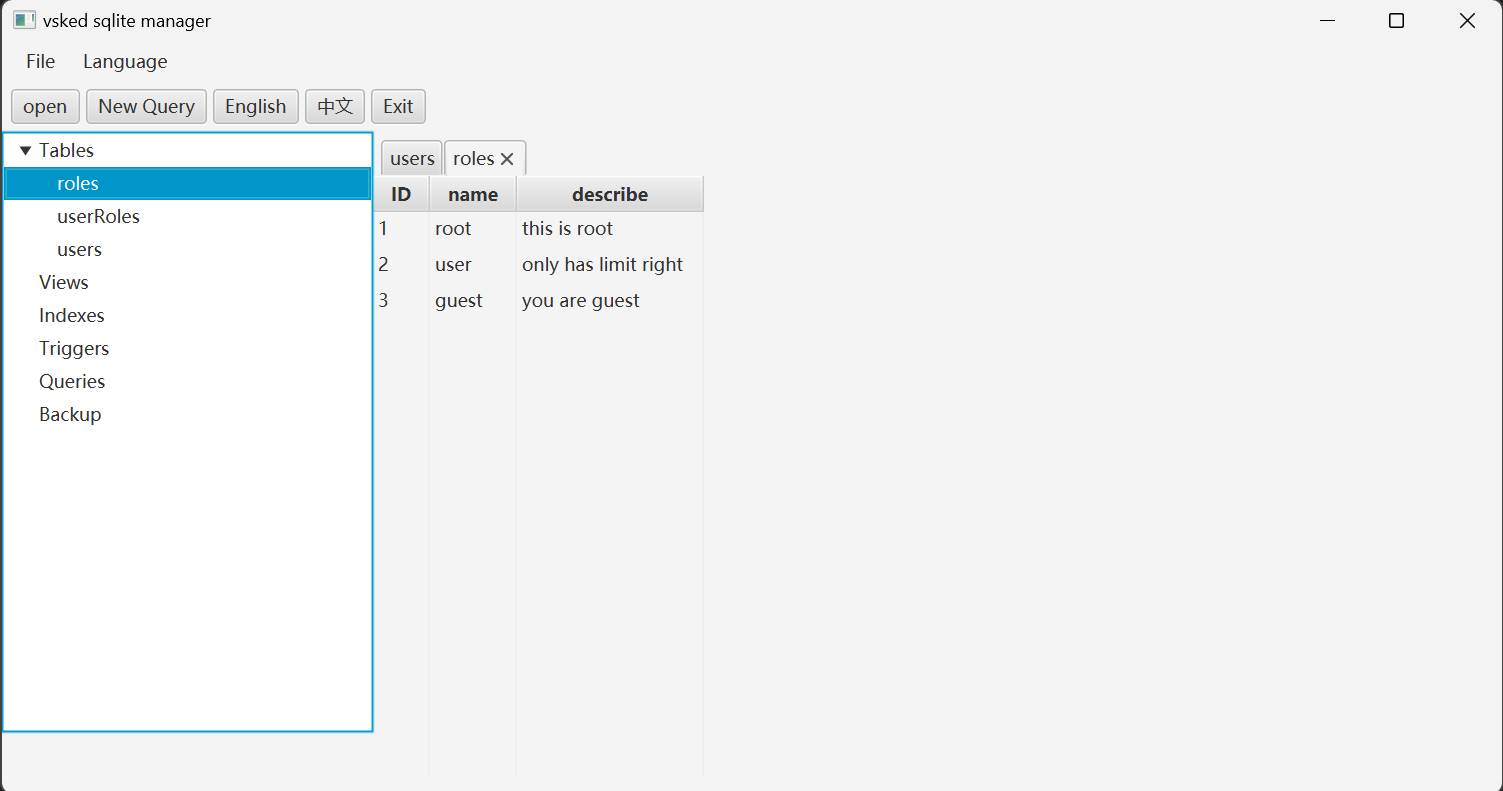 vsked sqlite manager
File Language
open New Query English 中文 Exit
Tables
roles
userRoles
users
Views
Indexes
Triggers
Queries
Backup
users roles
ID name describe
1 root this is root
2 user only has limit right
3 guest you are guest